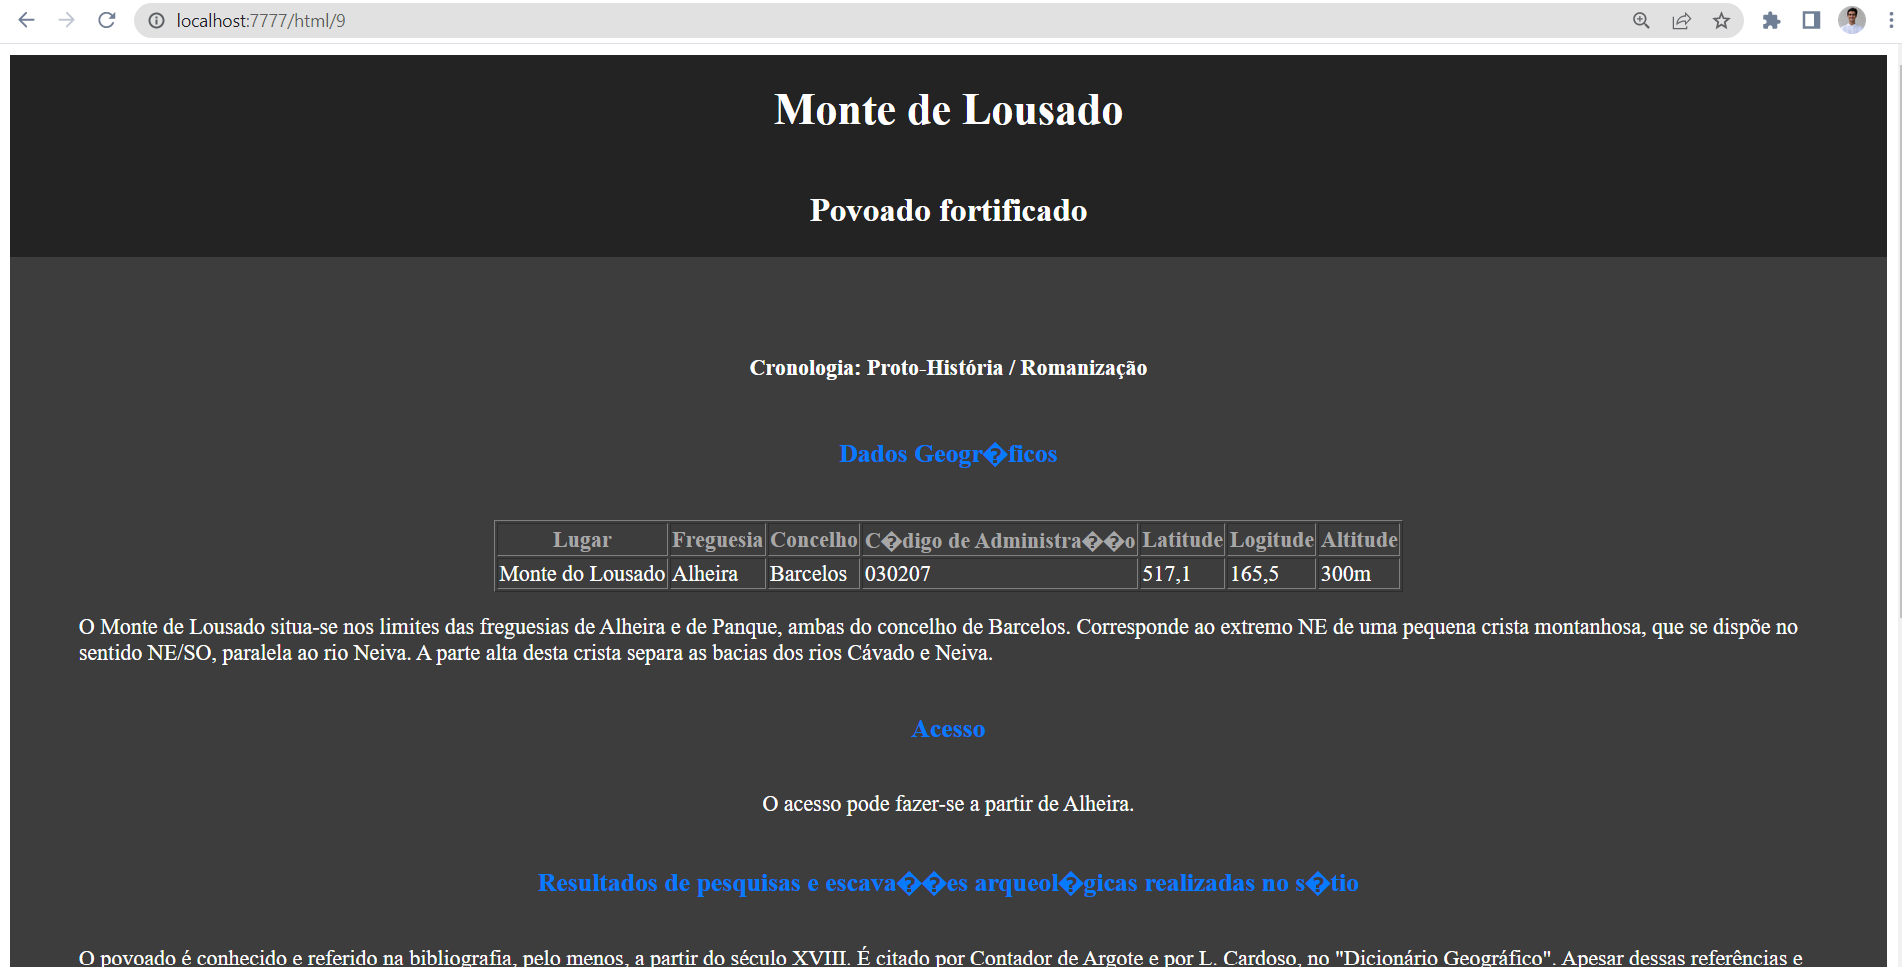 localhost:7777/html/9
Monte de Lousado
Povoado fortificado
Cronologia: Proto-História / Romanização
Dados Geogr�ficos
Lugar Freguesia Concelho C�digo de Administra��o Latitude Logitude Altitude
Monte do Lousado Alheira Barcelos 030207 517,1 165,5 300m
O Monte de Lousado situa-se nos limites das freguesias de Alheira e de Panque, ambas do concelho de Barcelos. Corresponde ao extremo NE de uma pequena crista montanhosa, que se dispõe no
sentido NE/SO, paralela ao rio Neiva. A parte alta desta crista separa as bacias dos rios Cávado e Neiva.
Acesso
O acesso pode fazer-se a partir de Alheira.
Resultados de pesquisas e escava��es arqueol�gicas realizadas no s�tio
O povoado é conhecido e referido na bibliografia, pelo menos, a partir do século XVIII. É citado por Contador de Argote e por L. Cardoso, no "Dicionário Geográfico". Apesar dessas referências e